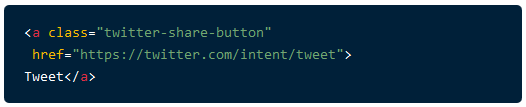 <a class="twitter-share-button"
href="https://twitter.com/intent/tweet">
Tweet</a>